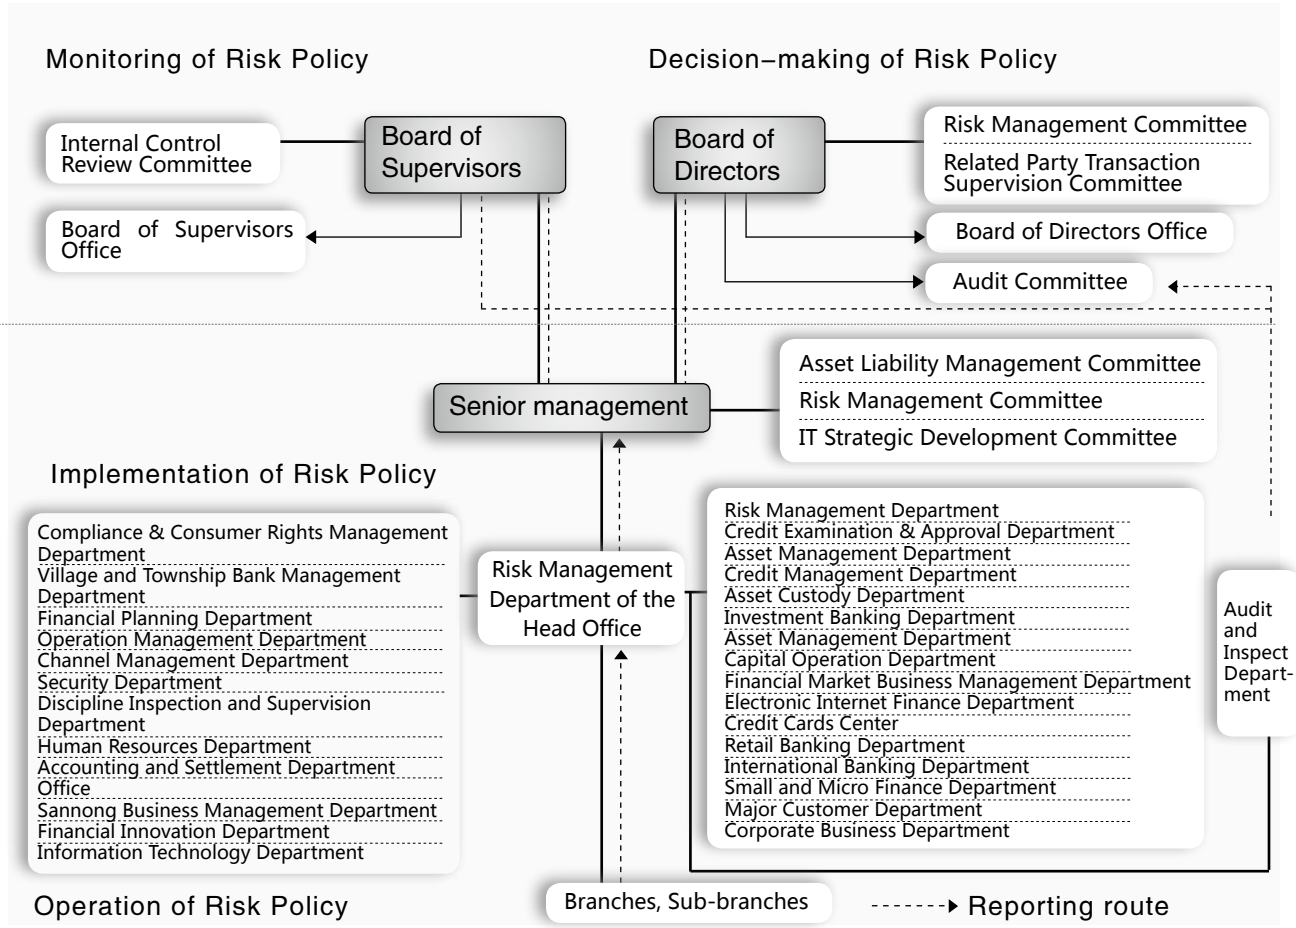 Monitoring of Risk Policy
Decision-making of Risk Policy
Internal Control
Review Committee
Board of
Supervisors
Board of
Directors
Risk Management Committee
Related Party Transaction
Supervision Committee
Board of Supervisors
Office
Board of Directors Office
Audit Committee
Senior management
Asset Liability Management Committee
Risk Management Committee
IT Strategic Development Committee
Implementation of Risk Policy
Compliance & Consumer Rights Management
Department
Village and Township Bank Management
Department
Financial Planning Department
Operation Management Department
Channel Management Department
Security Department
Discipline Inspection and Supervision
Department
Human Resources Department
Accounting and Settlement Department
Office
Sannong Business Management Department
Financial Innovation Department
Information Technology Department
Risk Management
Department of the
Head Office
Risk Management Department
Credit Examination & Approval Department
Asset Management Department
Credit Management Department
Asset Custody Department
Investment Banking Department
Asset Management Department
Capital Operation Department
Financial Market Business Management Department
Electronic Internet Finance Department
Credit Cards Center
Retail Banking Department
International Banking Department
Small and Micro Finance Department
Major Customer Department
Corporate Business Department
Audit
and
Inspect
Depart-
ment
Operation of Risk Policy
Branches, Sub-branches
Reporting route